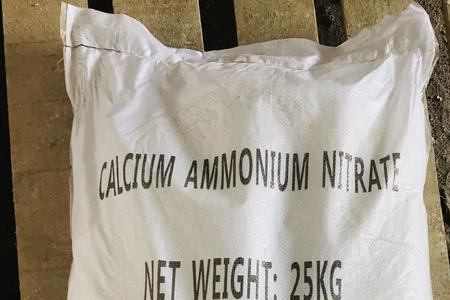 CALCIUM AMMONIUM NITRATE
NET WEIGHT: 25KG